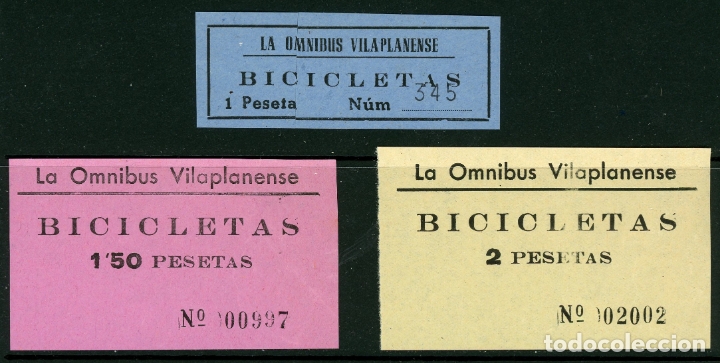 LA OMNIBUS VILAPLANENSE
BICICLETAS
1 Peseta Núm 345
La Omnibus Vilaplanense
BICICLETAS
1'50 PESETAS
Nº 00997
La Omnibus Vilaplanense
BICICLETAS
2 PESETAS
Nº 02002
todocoleccion